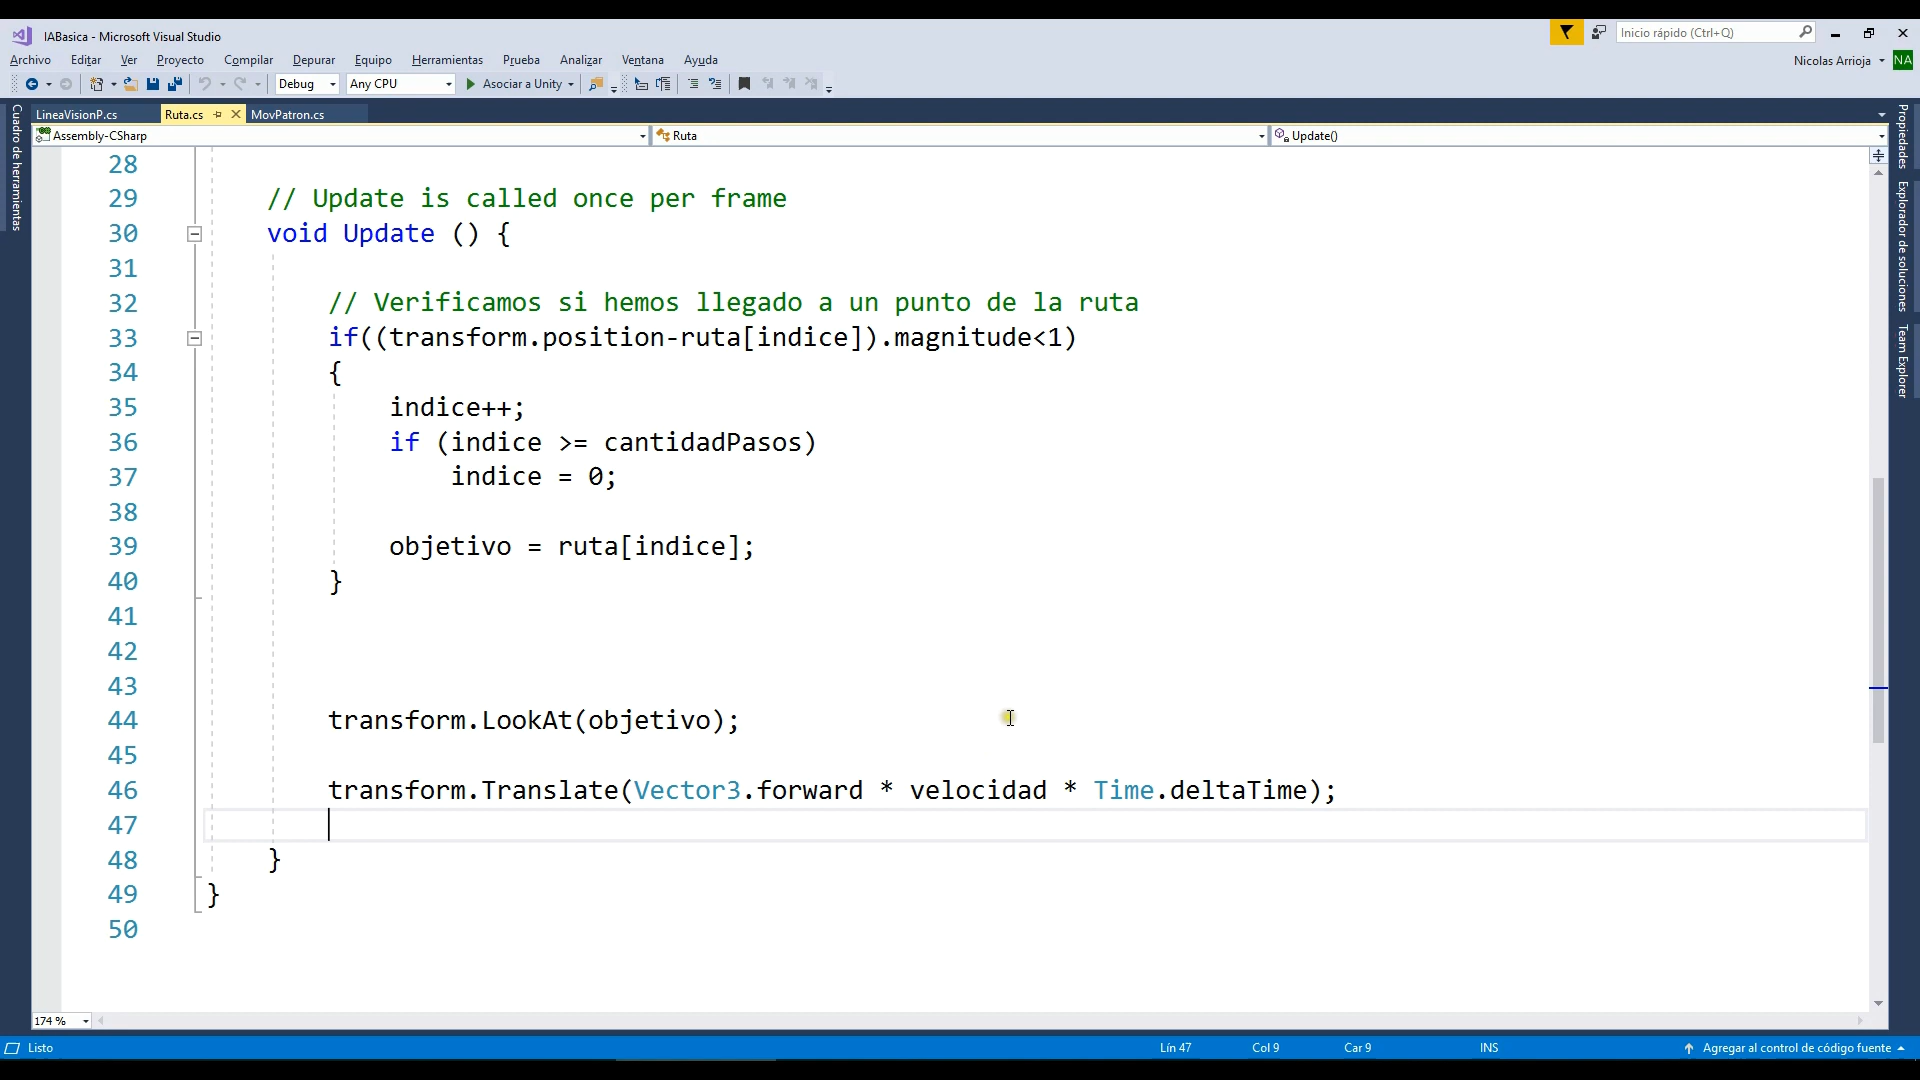 IABasica - Microsoft Visual Studio
Inicio rápido (Ctrl+Q)
Archivo Editar Ver Proyecto Compilar Depurar Equipo Herramientas Prueba Analizar Ventana Ayuda
Nicolas Arrioja NA
Debug Any CPU Asociar a Unity
LineaVisionP.cs Ruta.cs MovPatron.cs
Assembly-CSharp Ruta Update()
Cuadro de herramientas
Propiedades
Explorador de soluciones
Team Explorer
28
29 // Update is called once per frame
30 void Update () {
31
32 // Verificamos si hemos llegado a un punto de la ruta
33 if((transform.position-ruta[indice]).magnitude<1)
34 {
35 indice++;
36 if (indice >= cantidadPasos)
37 indice = 0;
38
39 objetivo = ruta[indice];
40 }
41
42
43
44 transform.LookAt(objetivo);
45
46 transform.Translate(Vector3.forward * velocidad * Time.deltaTime);
47
48 }
49 }
50
174 %
Listo Lín 47 Col 9 Car 9 INS Agregar al control de código fuente